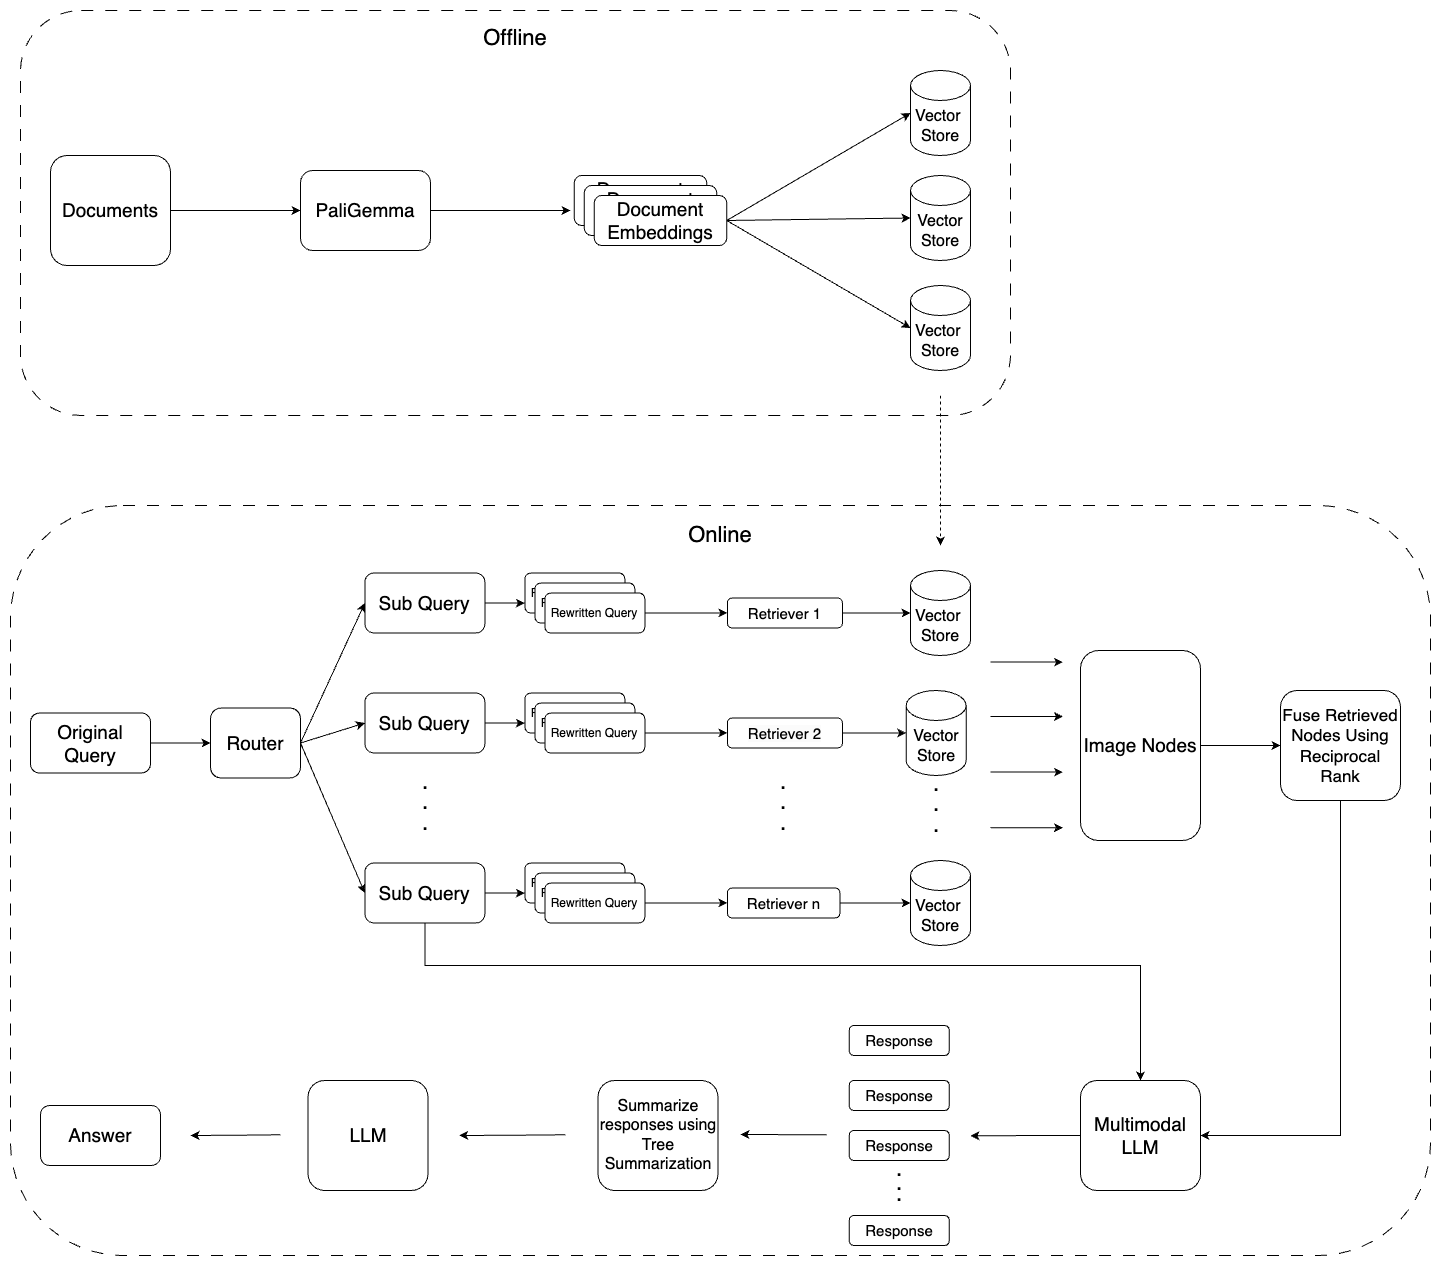 Offline
Vector
Store
Documents
PaliGemma
Document
Embeddings
Vector
Store
Vector
Store
Online
Sub Query
Rewritten Query
Retriever 1
Vector
Store
Original
Query
Router
Sub Query
Rewritten Query
Retriever 2
Vector
Store
Image Nodes
Fuse Retrieved
Nodes Using
Reciprocal
Rank
Sub Query
Rewritten Query
Retriever n
Vector
Store
Response
Response
Response
Response
Answer
LLM
Summarize
responses using
Tree
Summarization
Multimodal
LLM